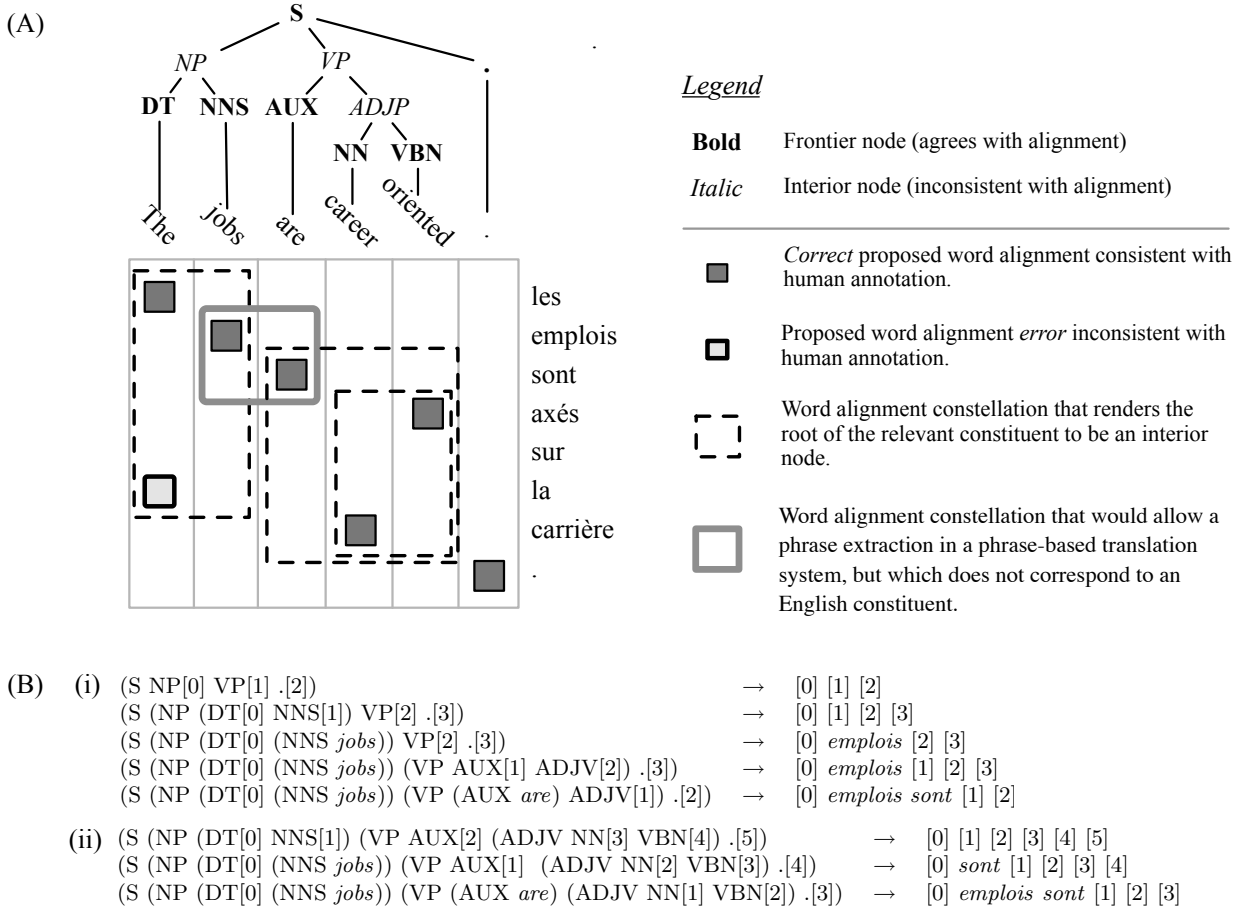 (A)
S
NP VP .
DT NNS AUX ADJP
NN VBN
The jobs are career oriented .
les
emplois
sont
axés
sur
la
carrière
.
Legend
Bold Frontier node (agrees with alignment)
Italic Interior node (inconsistent with alignment)
Correct proposed word alignment consistent with
human annotation.
Proposed word alignment error inconsistent with
human annotation.
Word alignment constellation that renders the
root of the relevant constituent to be an interior
node.
Word alignment constellation that would allow a
phrase extraction in a phrase-based translation
system, but which does not correspond to an
English constituent.
(B) (i) (S NP[0] VP[1] .[2]) → [0] [1] [2]
(S (NP (DT[0] NNS[1]) VP[2] .[3]) → [0] [1] [2] [3]
(S (NP (DT[0] (NNS jobs)) VP[2] .[3]) → [0] emplois [2] [3]
(S (NP (DT[0] (NNS jobs)) (VP AUX[1] ADJV[2]) .[3]) → [0] emplois [1] [2] [3]
(S (NP (DT[0] (NNS jobs)) (VP (AUX are) ADJV[1]) .[2]) → [0] emplois sont [1] [2]
(ii) (S (NP (DT[0] NNS[1]) (VP AUX[2] (ADJV NN[3] VBN[4]) .[5]) → [0] [1] [2] [3] [4] [5]
(S (NP (DT[0] (NNS jobs)) (VP AUX[1] (ADJV NN[2] VBN[3]) .[4]) → [0] sont [1] [2] [3] [4]
(S (NP (DT[0] (NNS jobs)) (VP (AUX are) (ADJV NN[1] VBN[2]) .[3]) → [0] emplois sont [1] [2] [3]